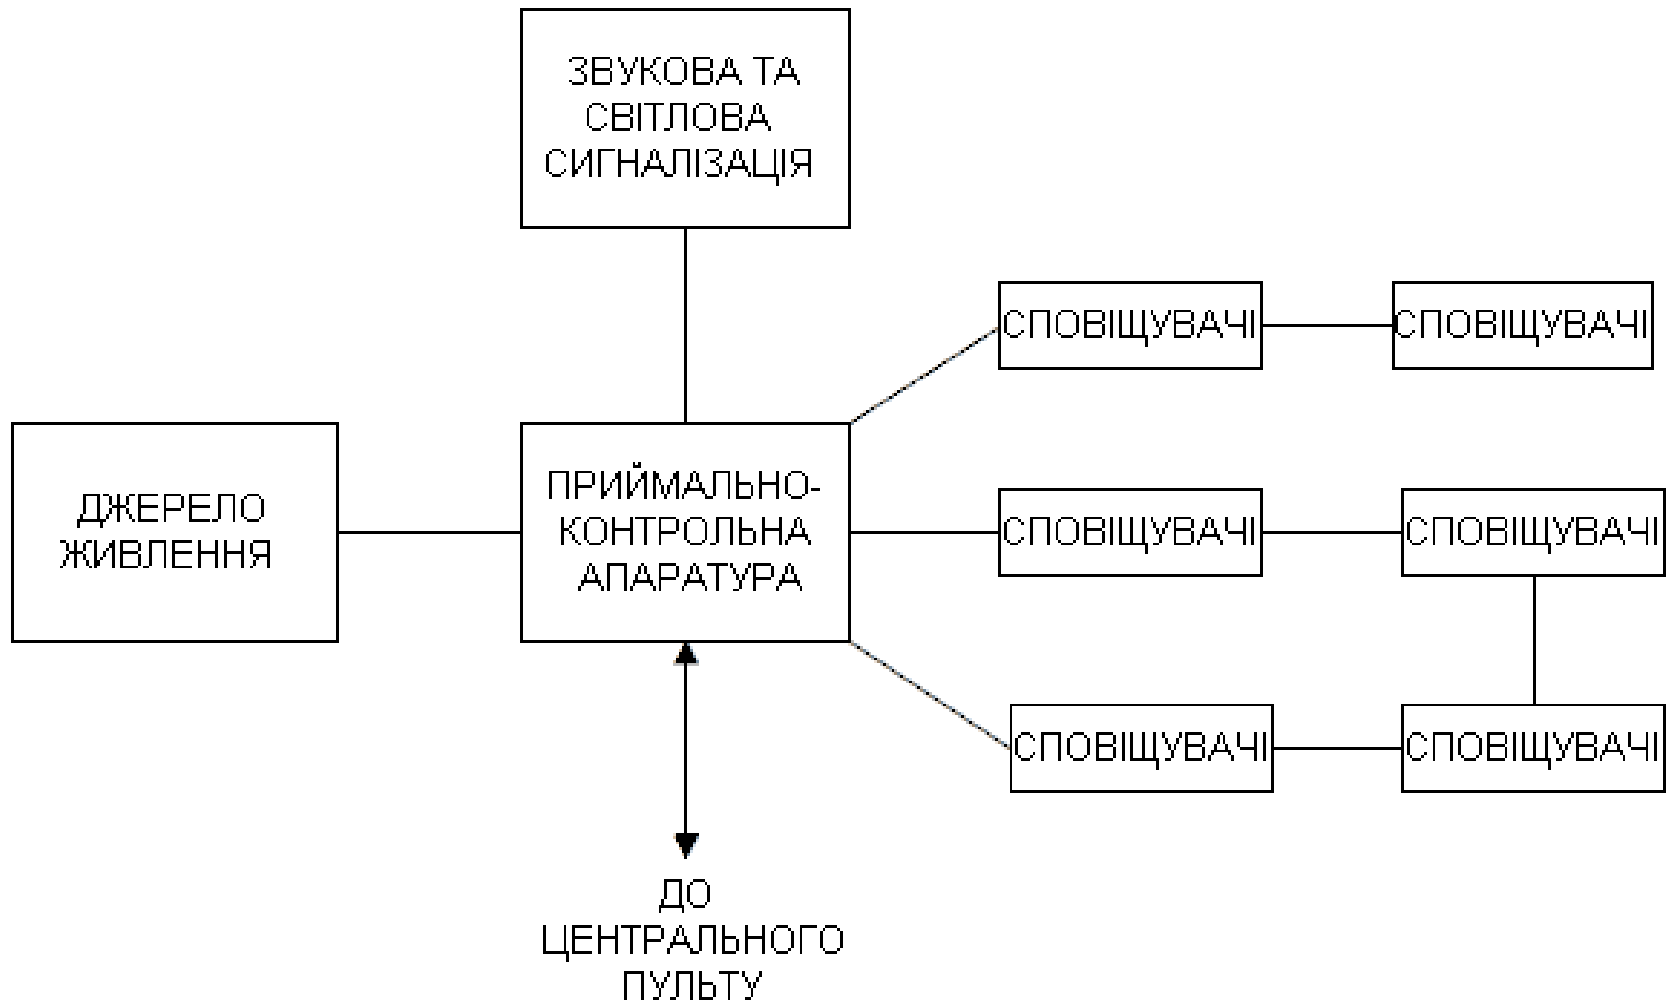 ЗВУКОВА ТА
СВІТЛОВА
СИГНАЛІЗАЦІЯ
СПОВІЩУВАЧІ
СПОВІЩУВАЧІ
ДЖЕРЕЛО
ЖИВЛЕННЯ
ПРИЙМАЛЬНО-
КОНТРОЛЬНА
АПАРАТУРА
СПОВІЩУВАЧІ
СПОВІЩУВАЧІ
СПОВІЩУВАЧІ
СПОВІЩУВАЧІ
ДО
ЦЕНТРАЛЬНОГО
ПУЛЬТУ